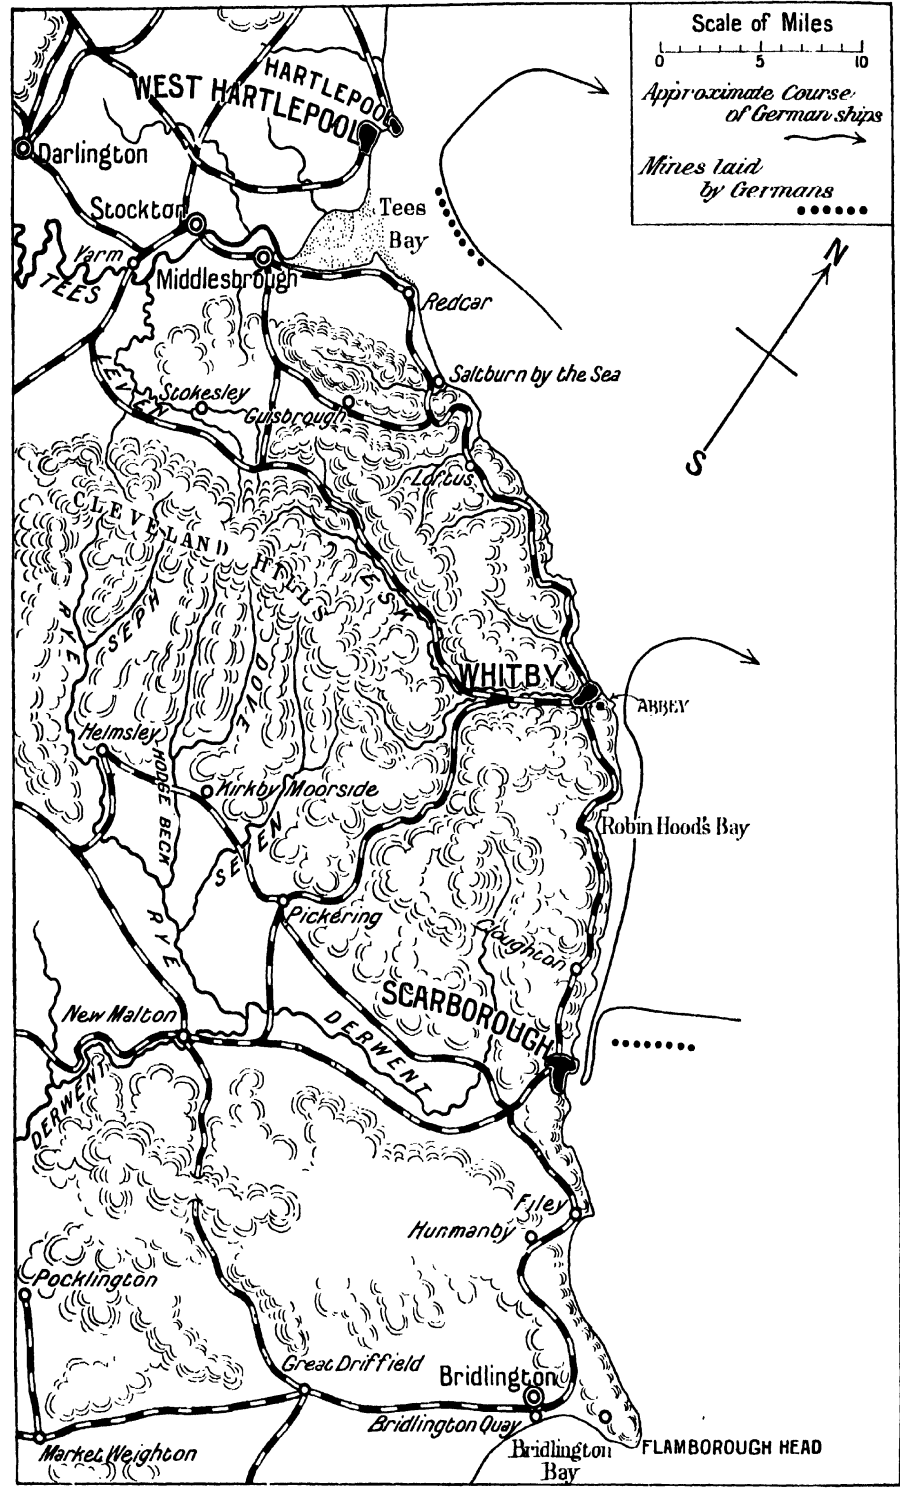 Scale of Miles
0 5 10
Approximate Course
of German ships
Mines laid
by Germans
HARTLEPOOL
WEST HARTLEPOOL
Darlington
Stockton
Tees
Bay
Yarm
TEES
Middlesbrough
Redcar
N
S
Saltburn by the Sea
LEVEN
Stokesley
Guisbrough
Loftus
CLEVELAND HILLS
ESK
RYE
SEPH
DOVE
WHITBY
ABBEY
Helmsley
HODGE BECK
Kirkby Moorside
Robin Hood's Bay
SEVEN
Pickering
RYE
Cloughton
SCARBOROUGH
New Malton
DERWENT
DERWENT
Filey
Hunmanby
Pocklington
Great Driffield
Bridlington
Bridlington Quay
Market Weighton
Bridlington
Bay
FLAMBOROUGH HEAD